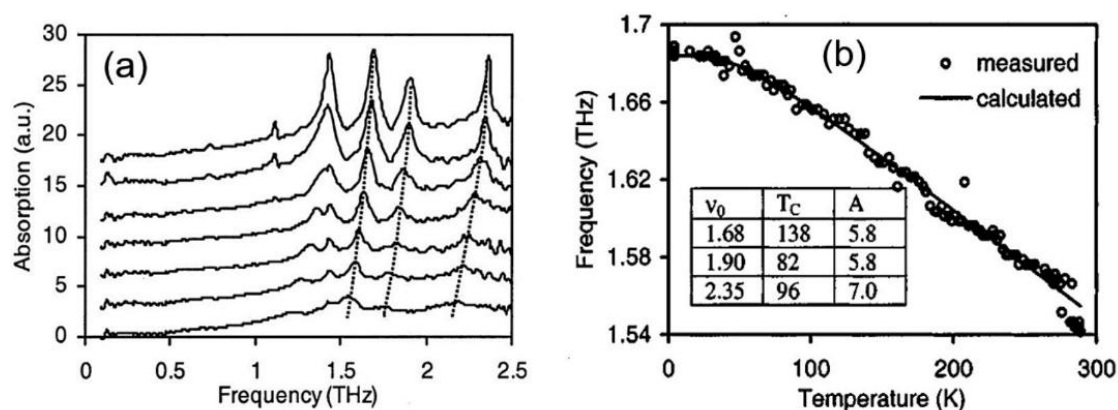 (a)
Absorption (a.u.)
30
25
20
15
10
5
0
0 0.5 1 1.5 2 2.5
Frequency (THz)
(b)
Frequency (THz)
1.7
1.66
1.62
1.58
1.54
measured
calculated
ν₀ T_C A
1.68 138 5.8
1.90 82 5.8
2.35 96 7.0
0 100 200 300
Temperature (K)